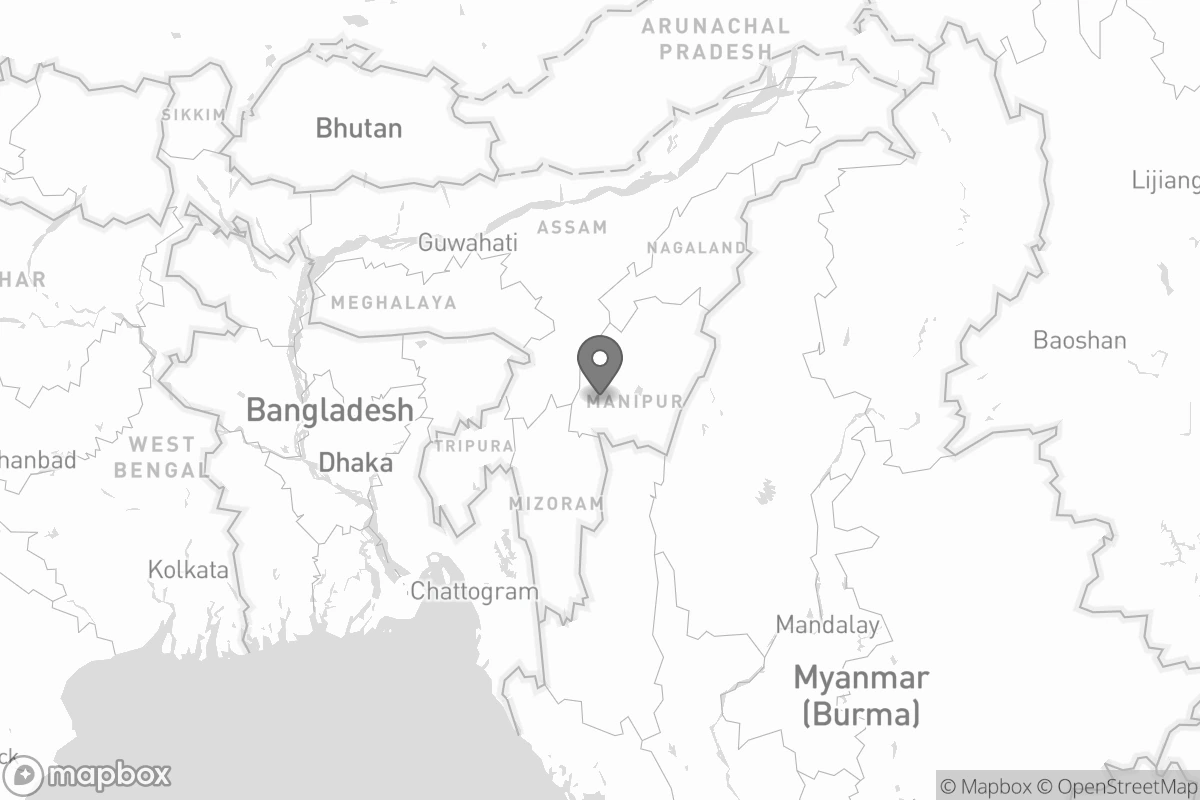 ARUNACHAL
PRADESH
SIKKIM
Bhutan
Lijiang
ASSAM
Guwahati
NAGALAND
HAR
MEGHALAYA
Baoshan
MANIPUR
Bangladesh
WEST
BENGAL
TRIPURA
hanbad
Dhaka
MIZORAM
Kolkata
Chattogram
Mandalay
Myanmar
(Burma)
ck
mapbox
© Mapbox © OpenStreetMap